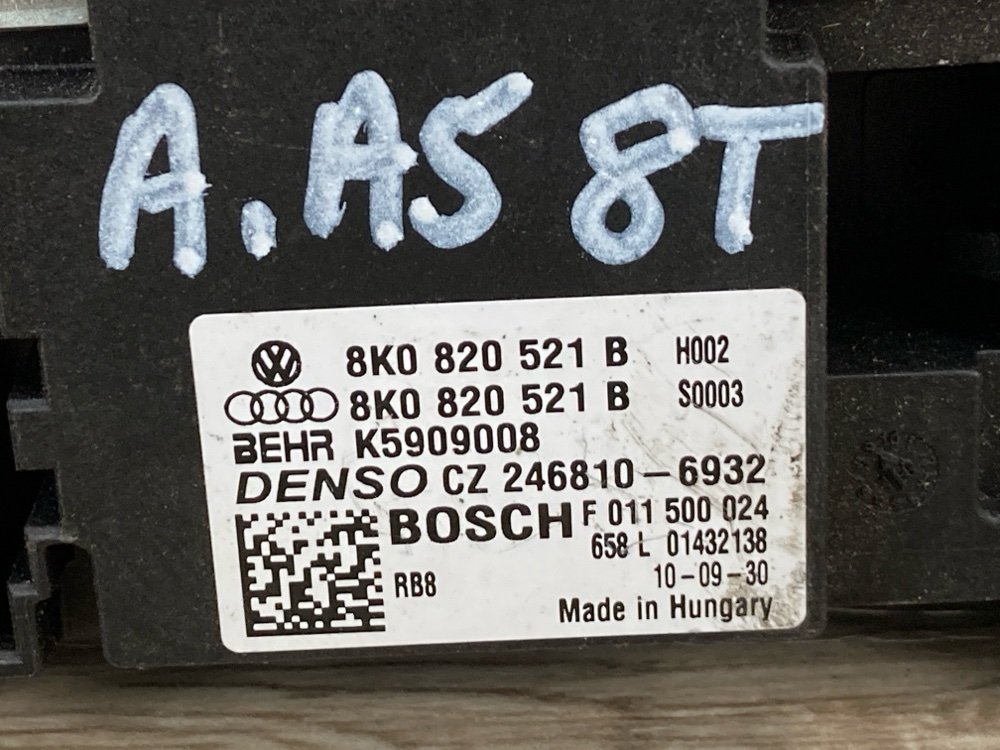 A. A5 8T
8K0 820 521 B H002
8K0 820 521 B S0003
BEHR K5909008
DENSO CZ 246810-6932
BOSCH F 011 500 024
658 L 01432138
RB8 10-09-30
Made in Hungary